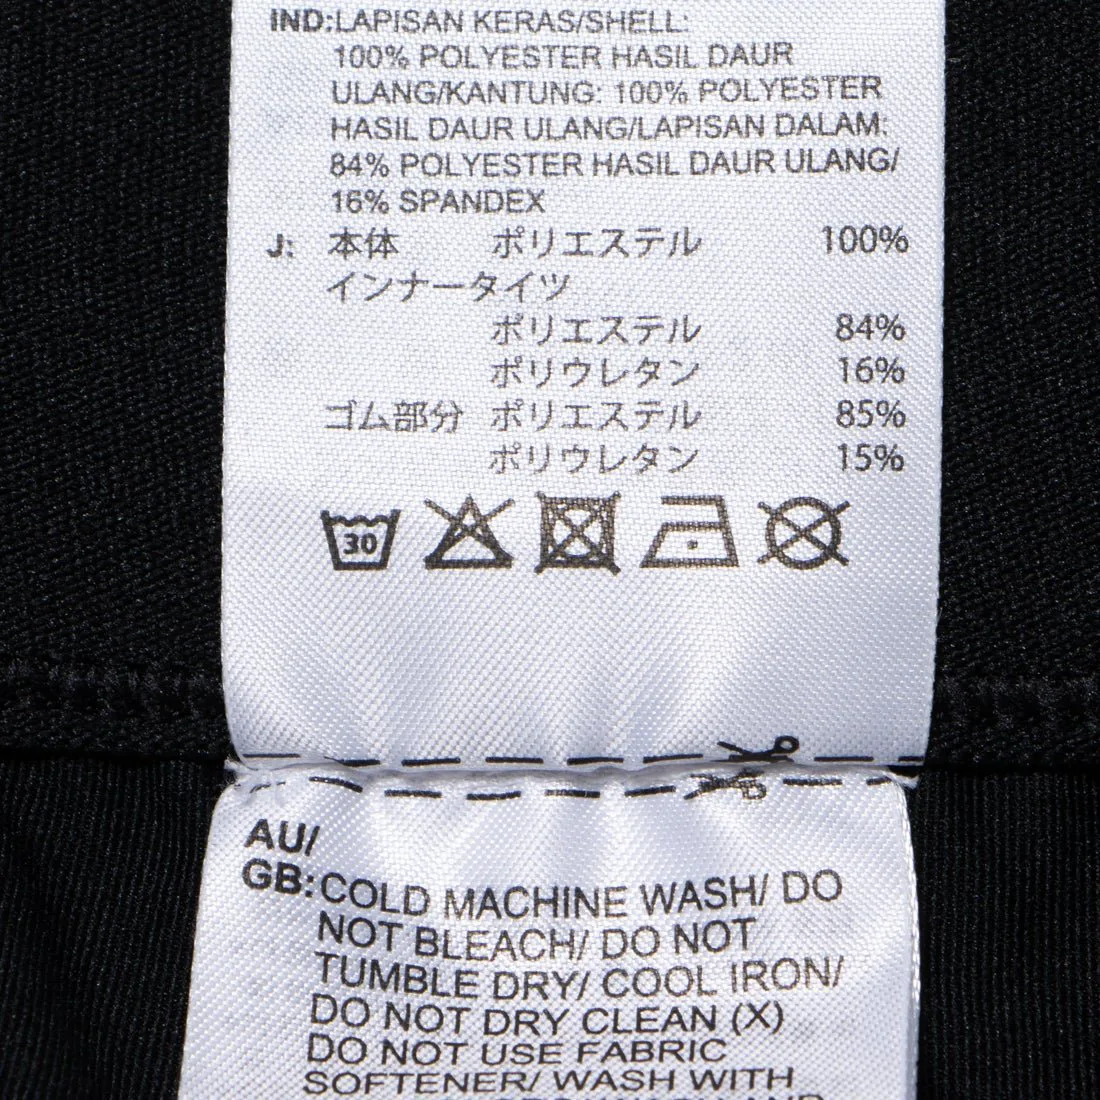 IND:LAPISAN KERAS/SHELL:
100% POLYESTER HASIL DAUR
ULANG/KANTUNG: 100% POLYESTER
HASIL DAUR ULANG/LAPISAN DALAM:
84% POLYESTER HASIL DAUR ULANG/
16% SPANDEX
J: 本体 ポリエステル 100%
インナータイツ
ポリエステル 84%
ポリウレタン 16%
ゴム部分 ポリエステル 85%
ポリウレタン 15%
30
AU/
GB:COLD MACHINE WASH/ DO
NOT BLEACH/ DO NOT
TUMBLE DRY/ COOL IRON/
DO NOT DRY CLEAN (X)
DO NOT USE FABRIC
SOFTENER/ WASH WITH